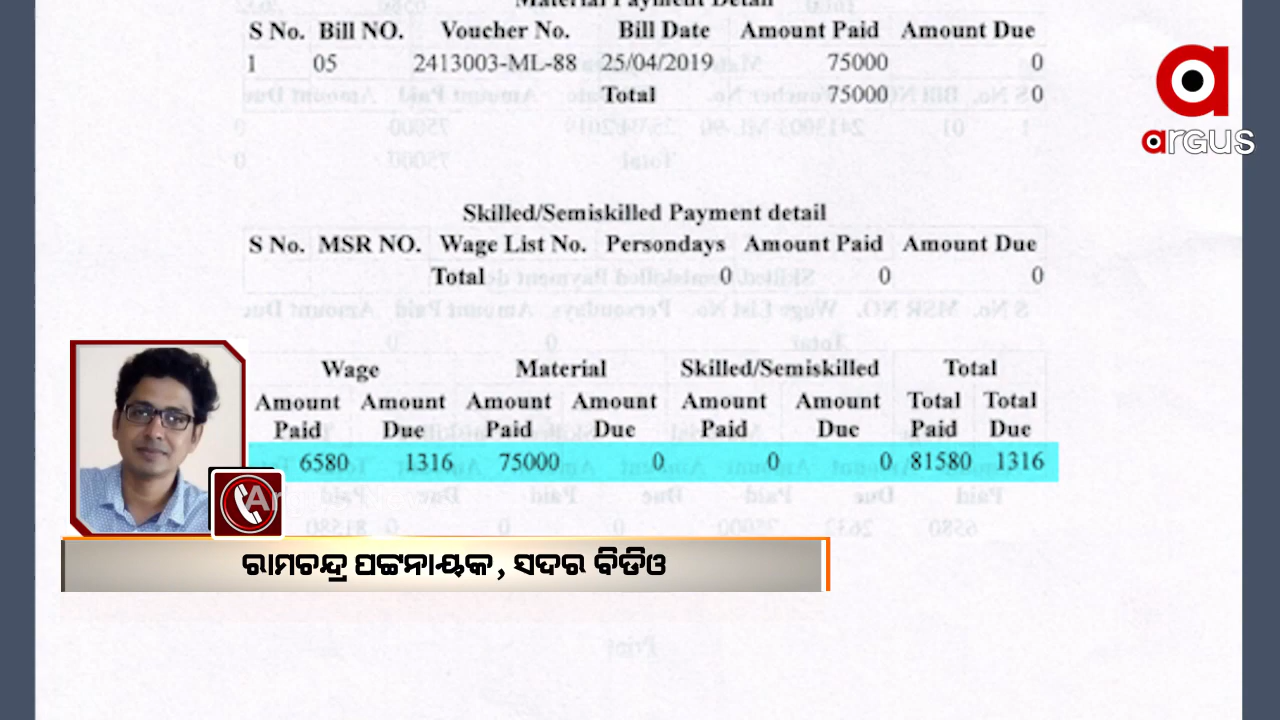 Material Payment Detail
S No. Bill NO. Voucher No. Bill Date Amount Paid Amount Due
1 05 2413003-ML-88 25/04/2019 75000 0
Total 75000 0
argus
Skilled/Semiskilled Payment detail
S No. MSR NO. Wage List No. Persondays Amount Paid Amount Due
Total 0 0 0
Wage Material Skilled/Semiskilled Total
Amount Amount Amount Amount Amount Amount Total Total
Paid Due Paid Due Paid Due Paid Due
6580 1316 75000 0 0 0 81580 1316
ରାମଚନ୍ଦ୍ର ପଟ୍ଟନାୟକ, ସଦର ବିଡିଓ